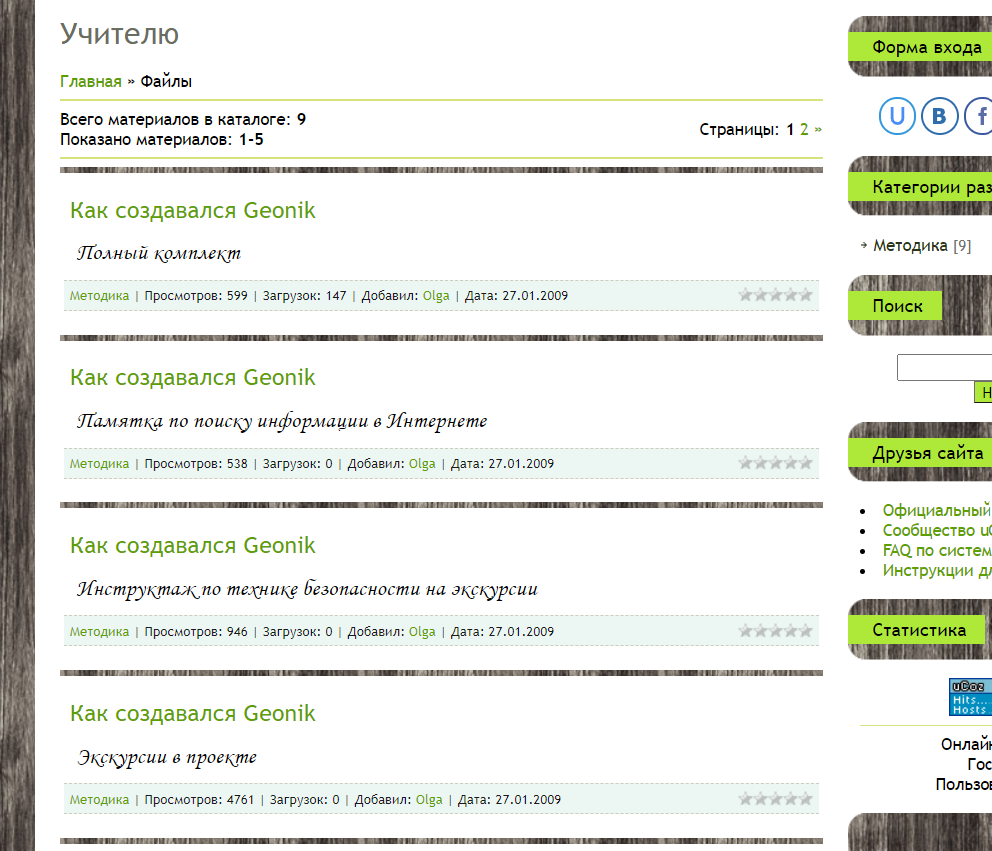 Учителю
Главная » Файлы
Всего материалов в каталоге: 9
Показано материалов: 1-5
Страницы: 1 2 »
Как создавался Geonik
Полный комплект
Методика | Просмотров: 599 | Загрузок: 147 | Добавил: Olga | Дата: 27.01.2009
Как создавался Geonik
Памятка по поиску информации в Интернете
Методика | Просмотров: 538 | Загрузок: 0 | Добавил: Olga | Дата: 27.01.2009
Как создавался Geonik
Инструктаж по технике безопасности на экскурсии
Методика | Просмотров: 946 | Загрузок: 0 | Добавил: Olga | Дата: 27.01.2009
Как создавался Geonik
Экскурсии в проекте
Методика | Просмотров: 4761 | Загрузок: 0 | Добавил: Olga | Дата: 27.01.2009
Форма входа
U В f
Категории раз
Методика [9]
Поиск
Н
Друзья сайта
Официальный
Сообщество uC
FAQ по систем
Инструкции дл
Статистика
uCoz
Hits...
Hosts
Онлайн
Гос
Пользов